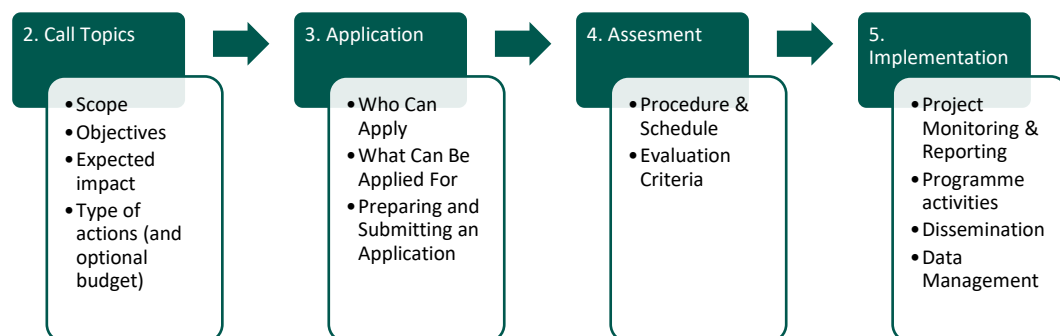 2. Call Topics
•Scope
•Objectives
•Expected
impact
•Type of
actions (and
optional
budget)
3. Application
•Who Can
Apply
•What Can Be
Applied For
•Preparing and
Submitting an
Application
4. Assesment
•Procedure &
Schedule
•Evaluation
Criteria
5.
Implementation
•Project
Monitoring &
Reporting
•Programme
activities
•Dissemination
•Data
Management